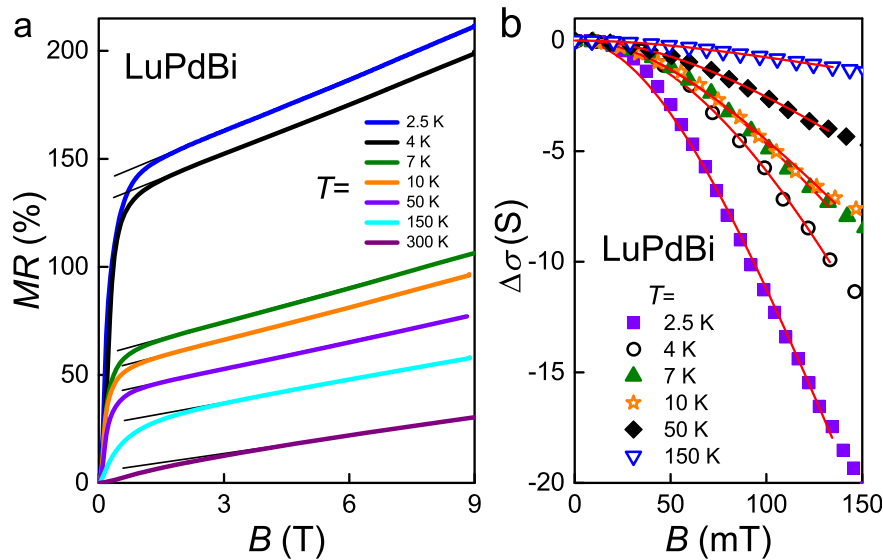 a
LuPdBi
T=
2.5 K
4 K
7 K
10 K
50 K
150 K
300 K
MR (%)
0
50
100
150
200
0
3
6
9
B (T)
b
LuPdBi
T=
2.5 K
4 K
7 K
10 K
50 K
150 K
Δσ (S)
0
-5
-10
-15
-20
0
50
100
150
B (mT)